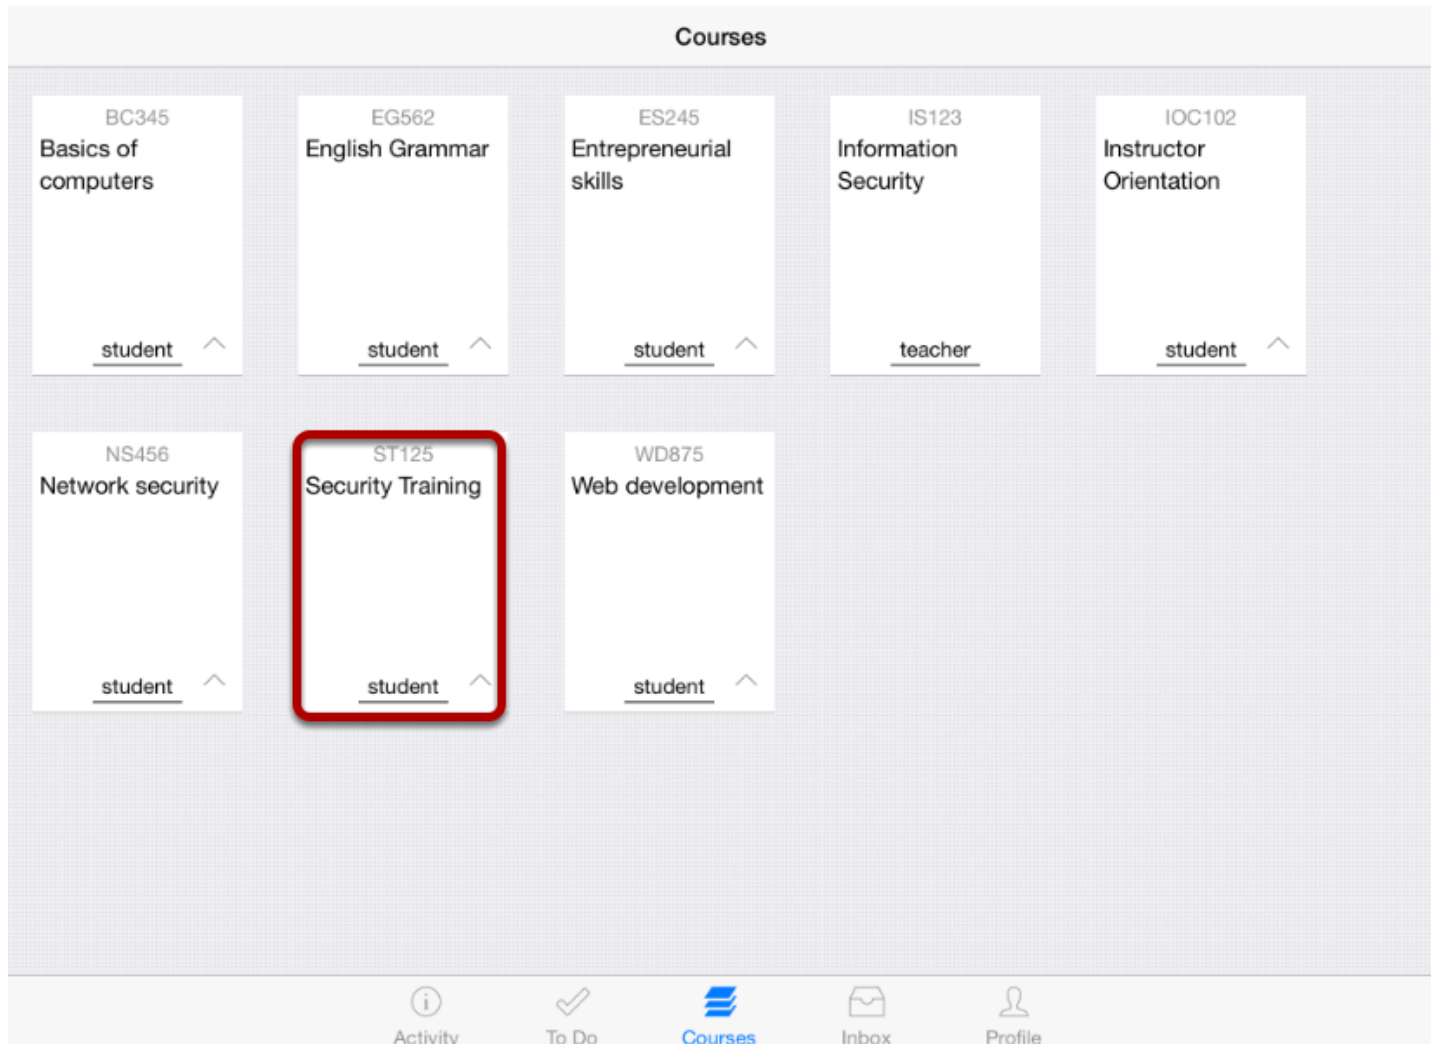 Courses
BC345
Basics of
computers
student
EG562
English Grammar
student
ES245
Entrepreneurial
skills
student
IS123
Information
Security
teacher
IOC102
Instructor
Orientation
student
NS456
Network security
student
ST125
Security Training
student
WD875
Web development
student
Activity
To Do
Courses
Inbox
Profile